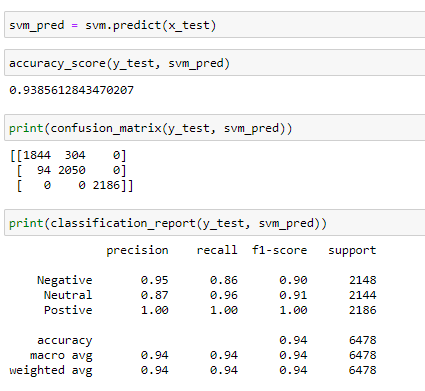 svm_pred = svm.predict(x_test)
accuracy_score(y_test, svm_pred)
0.9385612843470207
print(confusion_matrix(y_test, svm_pred))
[[1844  304    0]
 [  94 2050    0]
 [   0    0 2186]]
print(classification_report(y_test, svm_pred))
              precision    recall  f1-score   support
    Negative       0.95      0.86      0.90      2148
     Neutral       0.87      0.96      0.91      2144
     Postive       1.00      1.00      1.00      2186
    accuracy                           0.94      6478
   macro avg       0.94      0.94      0.94      6478
weighted avg       0.94      0.94      0.94      6478